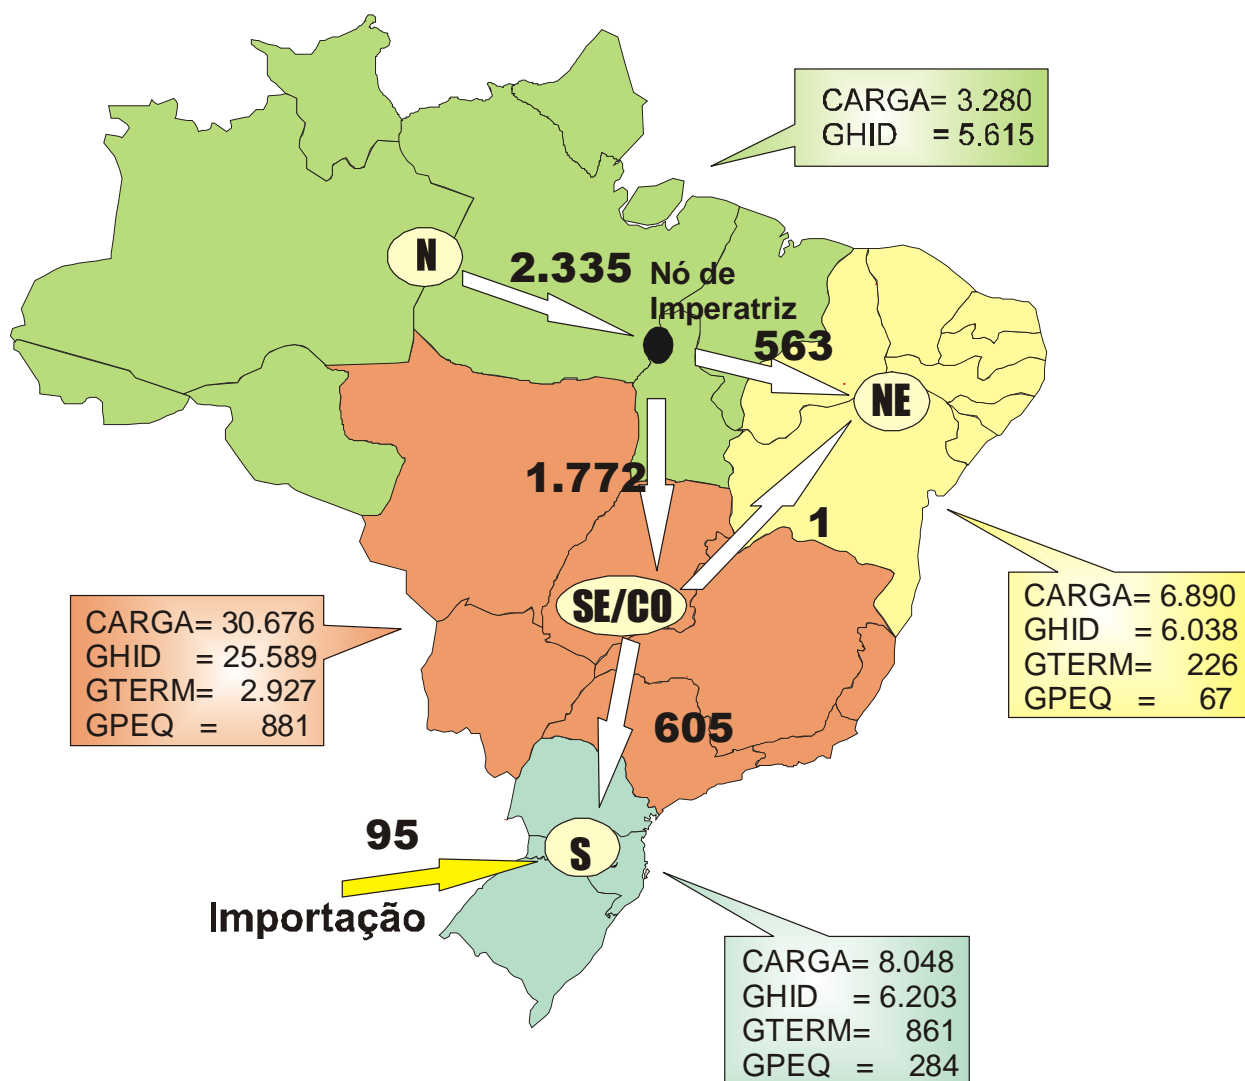 CARGA= 3.280
GHID = 5.615
N
2.335
Nó de
Imperatriz
563
NE
1.772
1
SE/CO
CARGA= 6.890
GHID = 6.038
GTERM= 226
GPEQ = 67
CARGA= 30.676
GHID = 25.589
GTERM= 2.927
GPEQ = 881
605
95
S
Importação
CARGA= 8.048
GHID = 6.203
GTERM= 861
GPEQ = 284